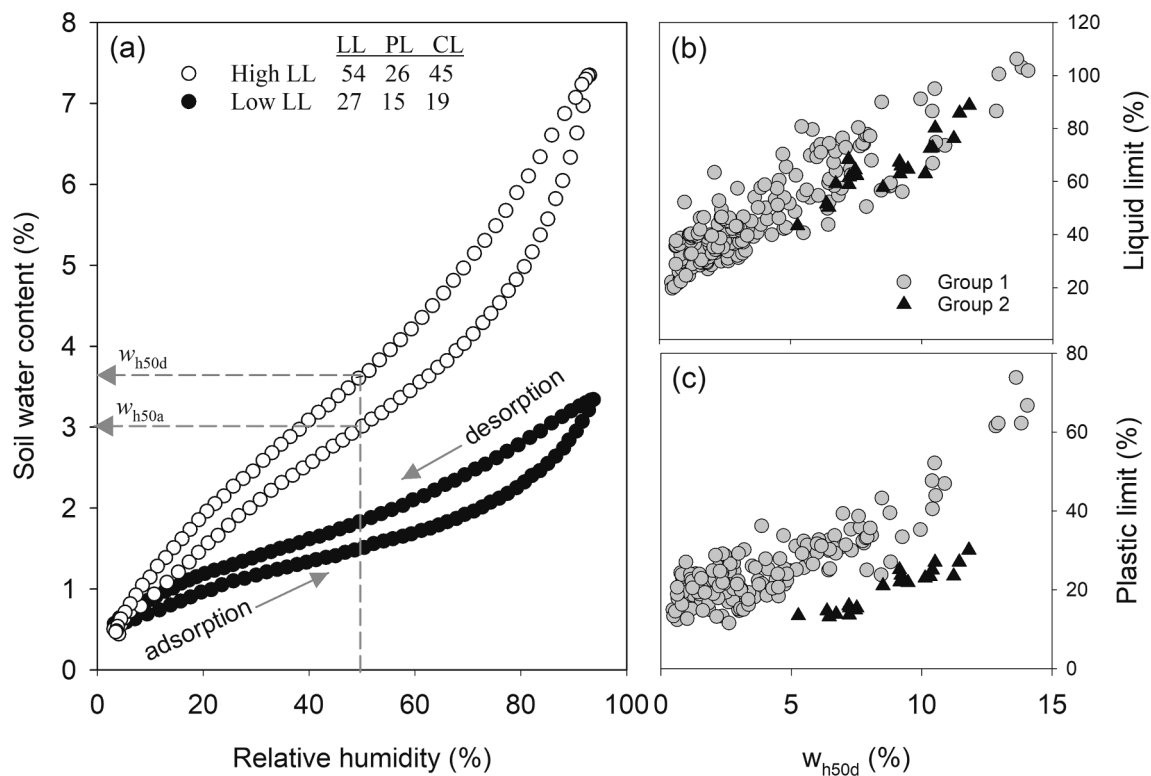 (a)
LL PL CL
High LL 54 26 45
Low LL 27 15 19
w_h50d
w_h50a
desorption
adsorption
Soil water content (%)
8
7
6
5
4
3
2
1
0
0 20 40 60 80 100
Relative humidity (%)
(b)
Group 1
Group 2
120
100
80
60
40
20
Liquid limit (%)
(c)
80
60
40
20
0
Plastic limit (%)
5 10 15
w_h50d (%)